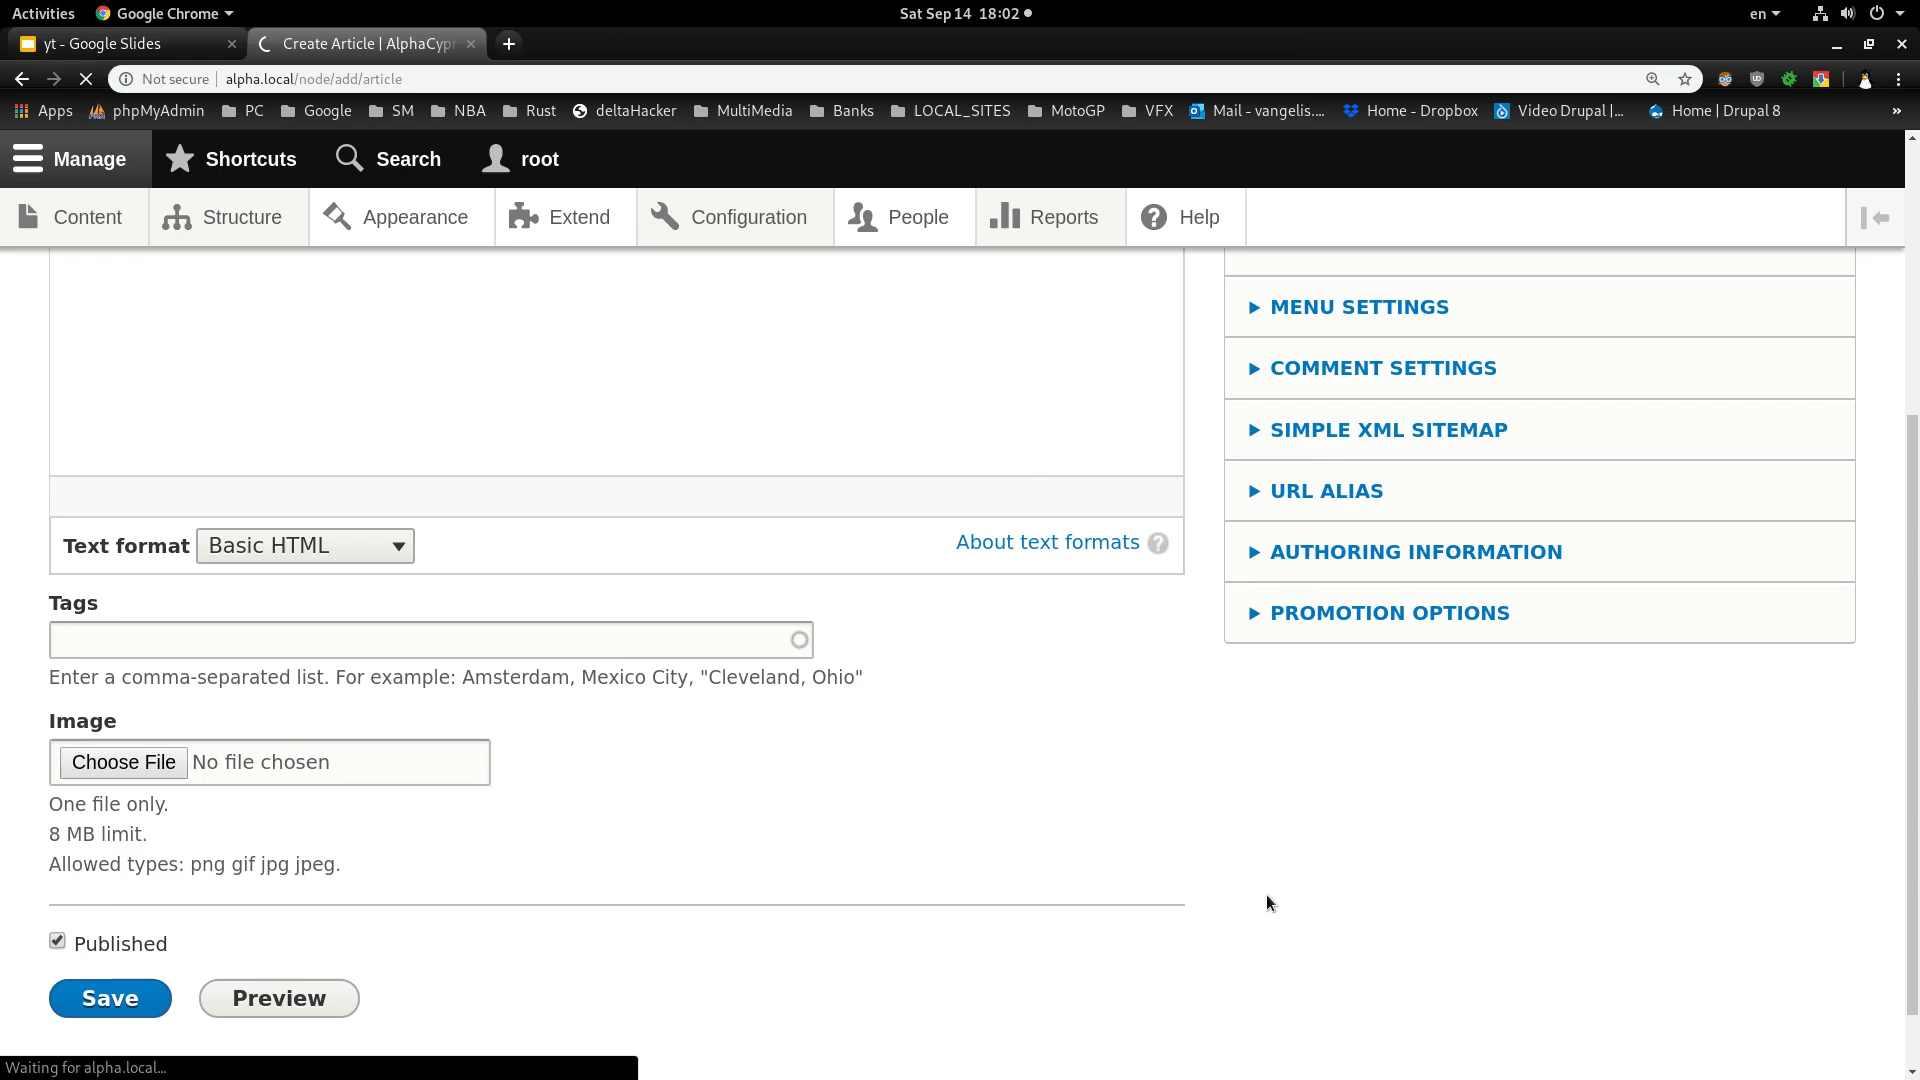 Activities Google Chrome Sat Sep 14 18:02 en
yt - Google Slides Create Article | AlphaCypr
Not secure alpha.local/node/add/article
Apps phpMyAdmin PC Google SM NBA Rust deltaHacker MultiMedia Banks LOCAL_SITES MotoGP VFX Mail - vangelis.... Home - Dropbox Video Drupal |... Home | Drupal 8 »
Manage Shortcuts Search root
Content Structure Appearance Extend Configuration People Reports Help
MENU SETTINGS
COMMENT SETTINGS
SIMPLE XML SITEMAP
URL ALIAS
AUTHORING INFORMATION
PROMOTION OPTIONS
Text format Basic HTML About text formats ?
Tags
Enter a comma-separated list. For example: Amsterdam, Mexico City, "Cleveland, Ohio"
Image
Choose File No file chosen
One file only.
8 MB limit.
Allowed types: png gif jpg jpeg.
Published
Save Preview
Waiting for alpha.local...